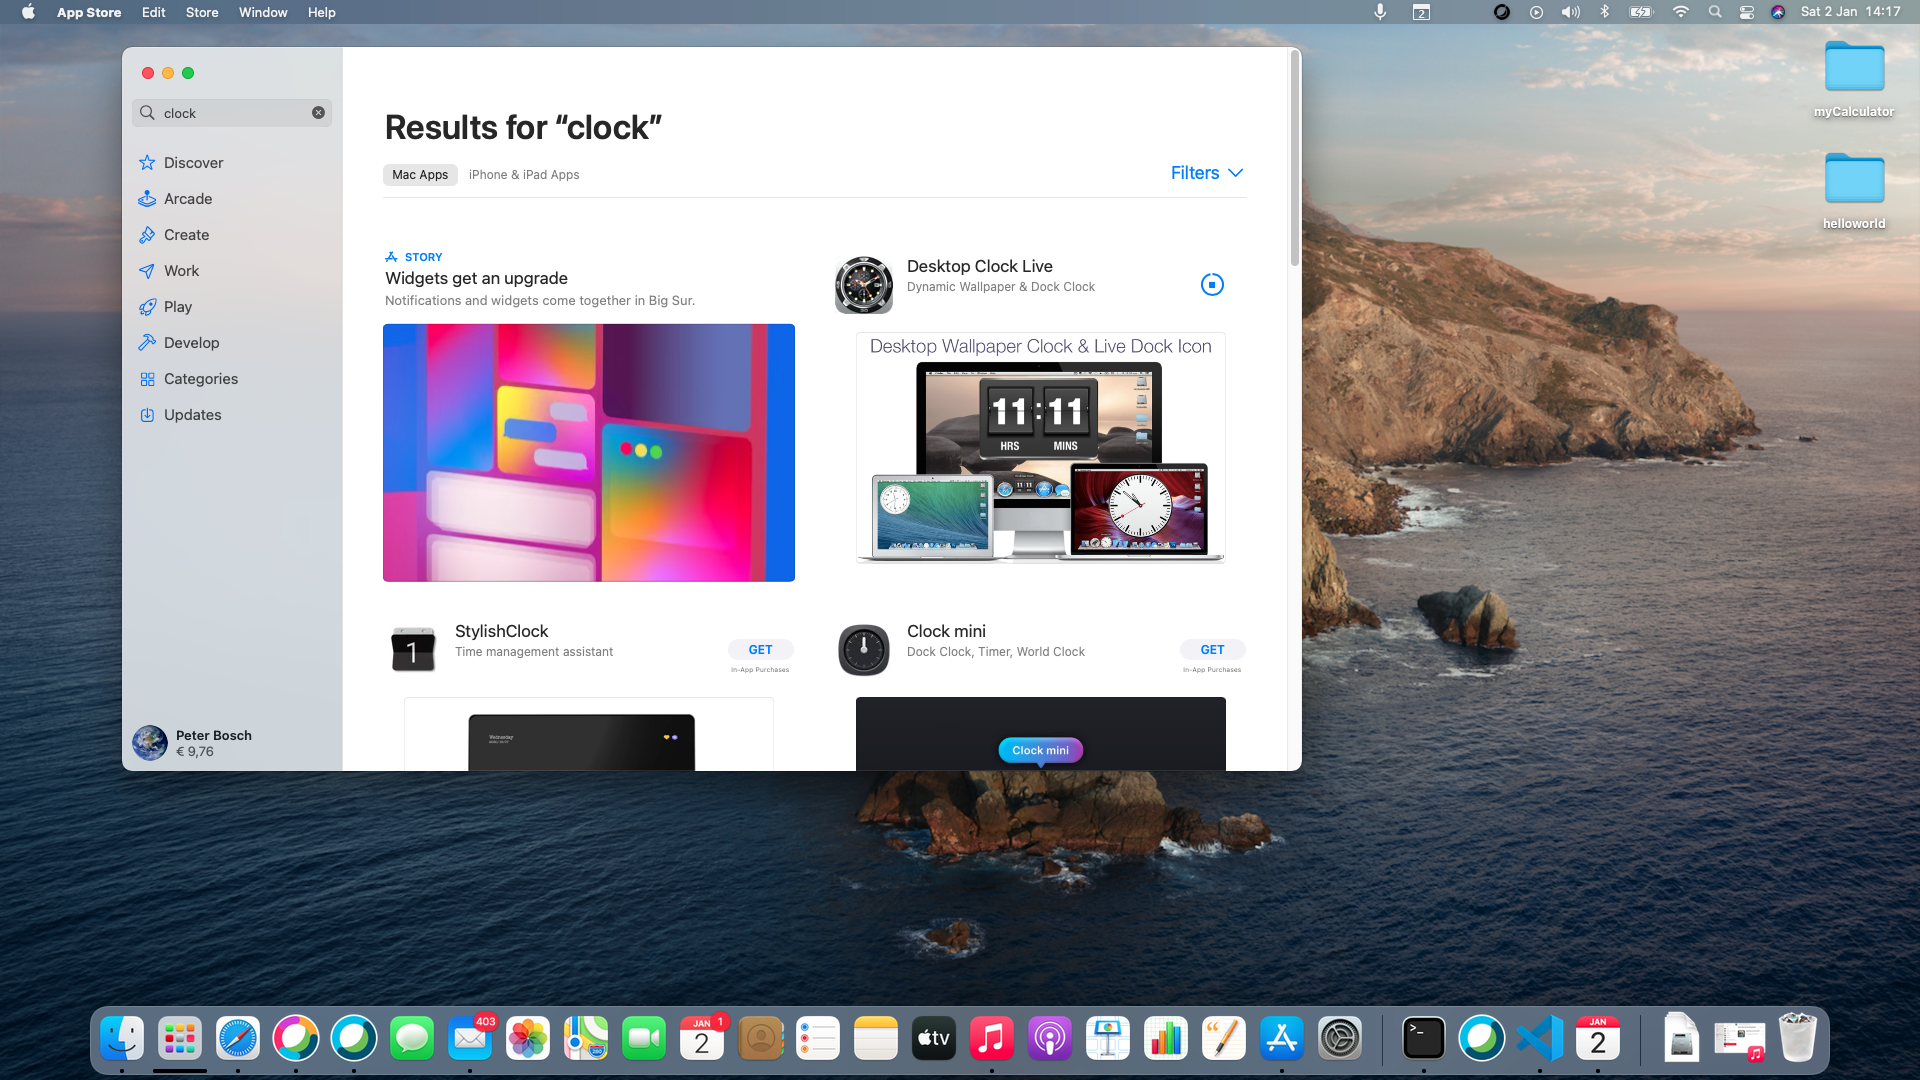 App Store Edit Store Window Help
2
Sat 2 Jan 14:17
myCalculator
helloworld
clock
Discover
Arcade
Create
Work
Play
Develop
Categories
Updates
Peter Bosch
€ 9,76
Results for “clock”
Mac Apps iPhone & iPad Apps
Filters
STORY
Widgets get an upgrade
Notifications and widgets come together in Big Sur.
Desktop Clock Live
Dynamic Wallpaper & Dock Clock
Desktop Wallpaper Clock & Live Dock Icon
11:11
HRS MINS
StylishClock
Time management assistant
GET
In-App Purchases
1
Wednesday
Clock mini
Dock Clock, Timer, World Clock
GET
In-App Purchases
Clock mini
403
JAN 1
2
280
tv
>_
JAN
2